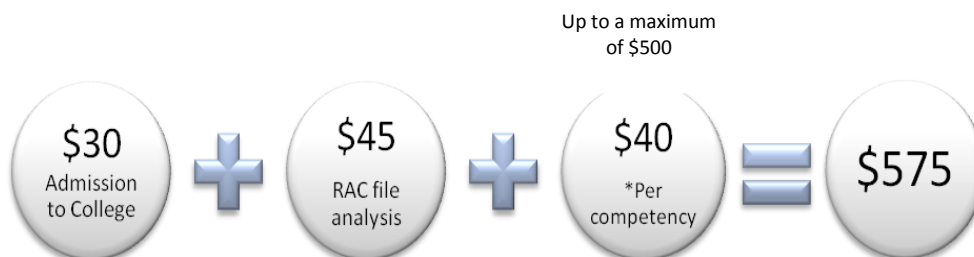 Up to a maximum
of $500
$30
Admission
to College
$45
RAC file
analysis
$40
*Per
competency
$575